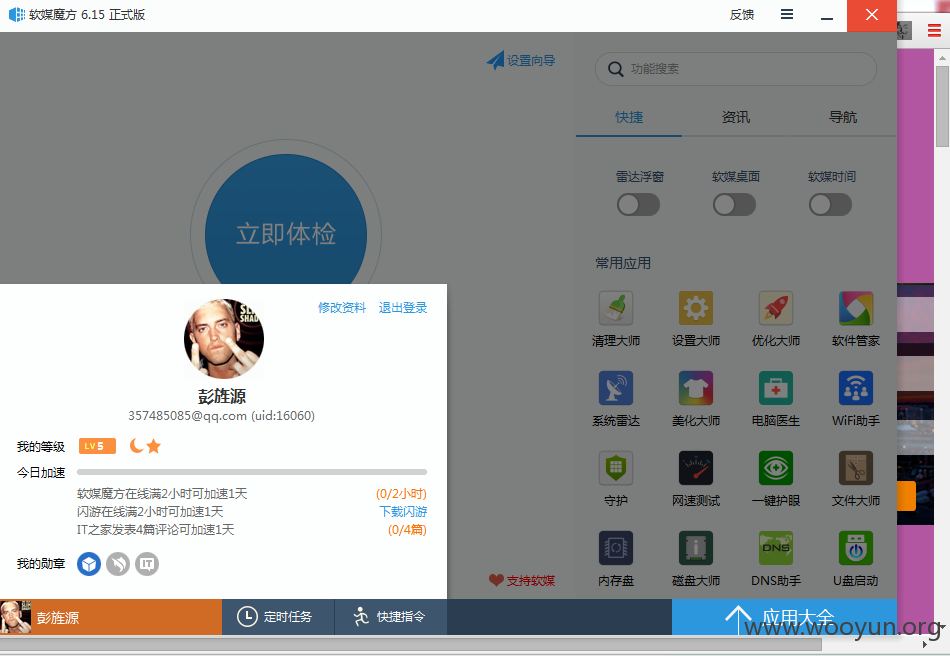 软媒魔方 6.15 正式版
反馈
设置向导
功能搜索
快捷 资讯 导航
雷达浮窗 软媒桌面 软媒时间
立即体检
常用应用
清理大师 设置大师 优化大师 软件管家
系统雷达 美化大师 电脑医生 WiFi助手
守护 网速测试 一键护眼 文件大师
DNS
内存盘 磁盘大师 DNS助手 U盘启动
修改资料 退出登录
彭旌源
357485085@qq.com (uid:16060)
我的等级 LV 5
今日加速
软媒魔方在线满2小时可加速1天 (0/2小时)
闪游在线满2小时可加速1天 下载闪游
IT之家发表4篇评论可加速1天 (0/4篇)
我的勋章 IT
支持软媒
彭旌源 定时任务 快捷指令 应用大全
www.wooyun.org